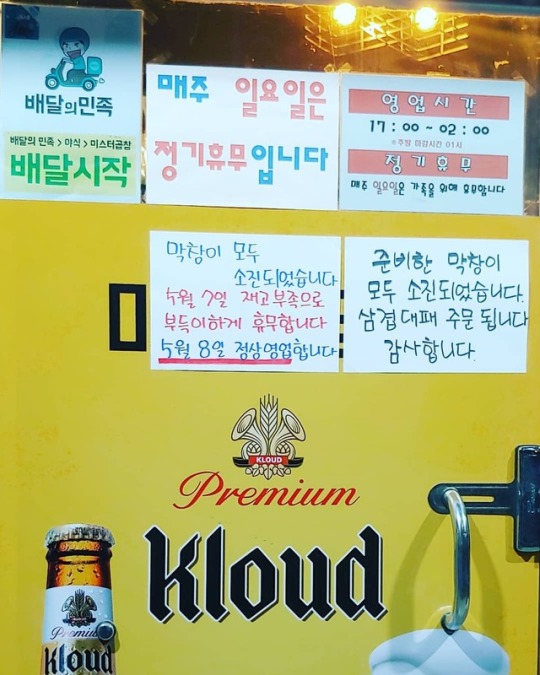 배달의민족
배달의 민족 > 야식 > 미스터곱창
배달시작
매주 일요일은
정기휴무입니다
영업시간
17:00~02:00
※주방 마감시간 01시
정기휴무
매주 일요일은 가족을 위해 휴무합니다
막창이 모두
소진되었습니다
5월 7일 재고부족으로
부득이하게 휴무합니다
5월 8일 정상영업합니다
준비한 막창이
모두 소진되었습니다.
삼겹대패 주문 됩니다
감사합니다.
KLOUD
Premium
Kloud
Premium
Kloud